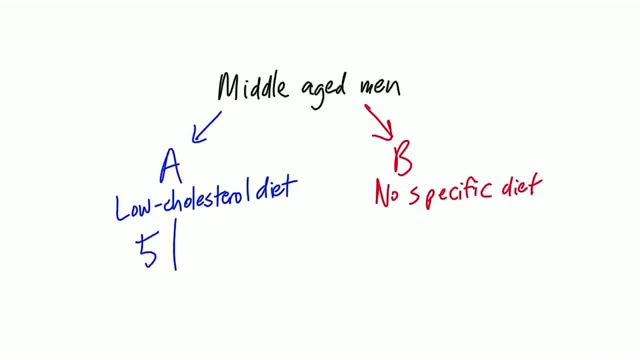 Middle aged men
A
B
Low-cholesterol diet
No specific diet
5